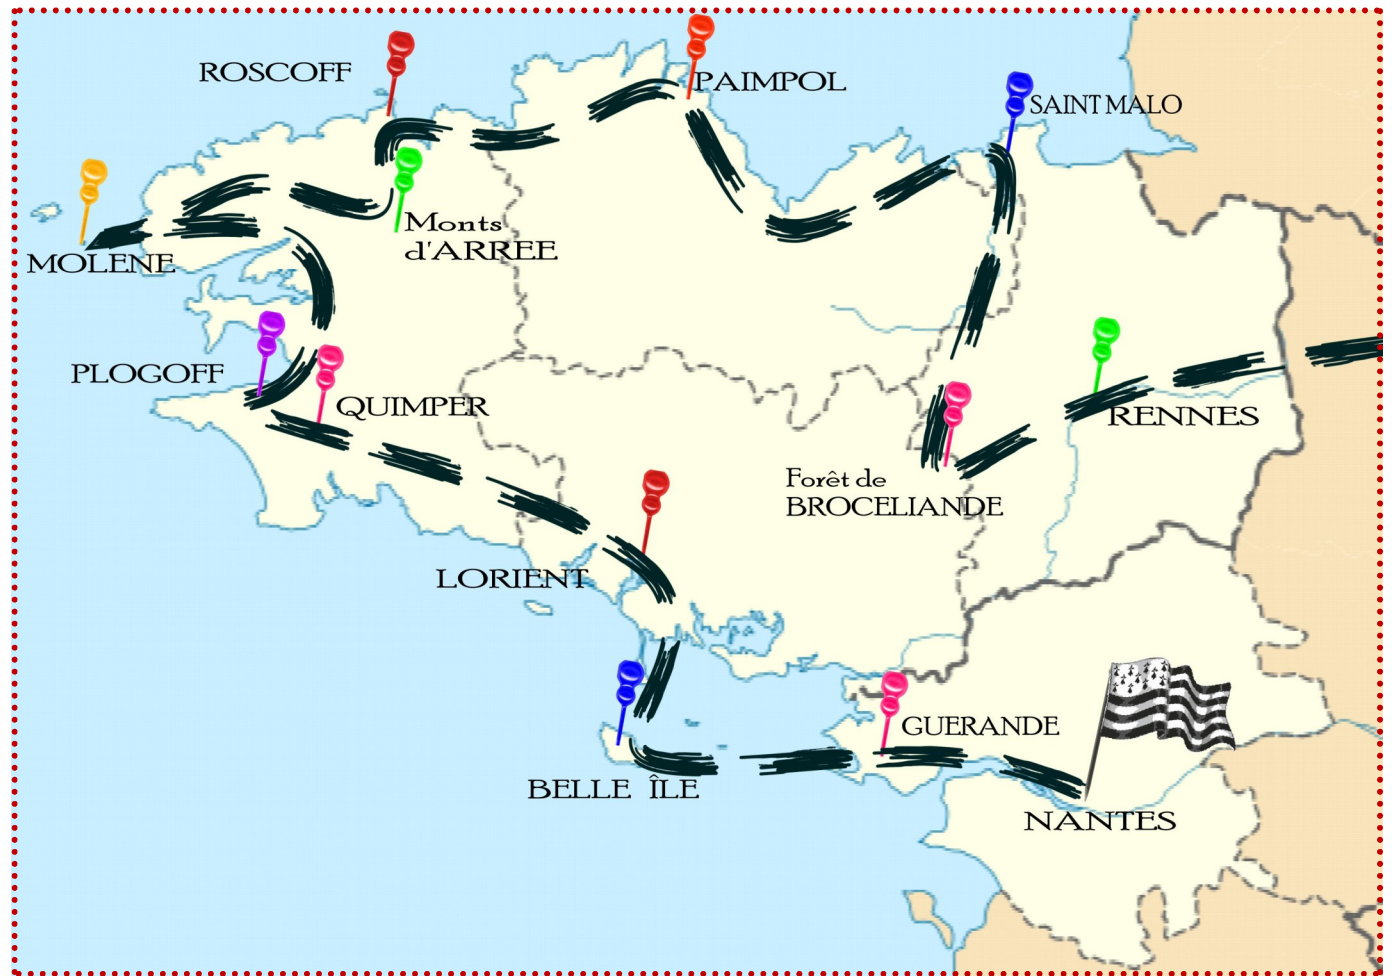 ROSCOFF
PAIMPOL
SAINT MALO
Monts
d'ARREE
MOLENE
PLOGOFF
QUIMPER
RENNES
Forêt de
BROCELIANDE
LORIENT
GUERANDE
BELLE ÎLE
NANTES